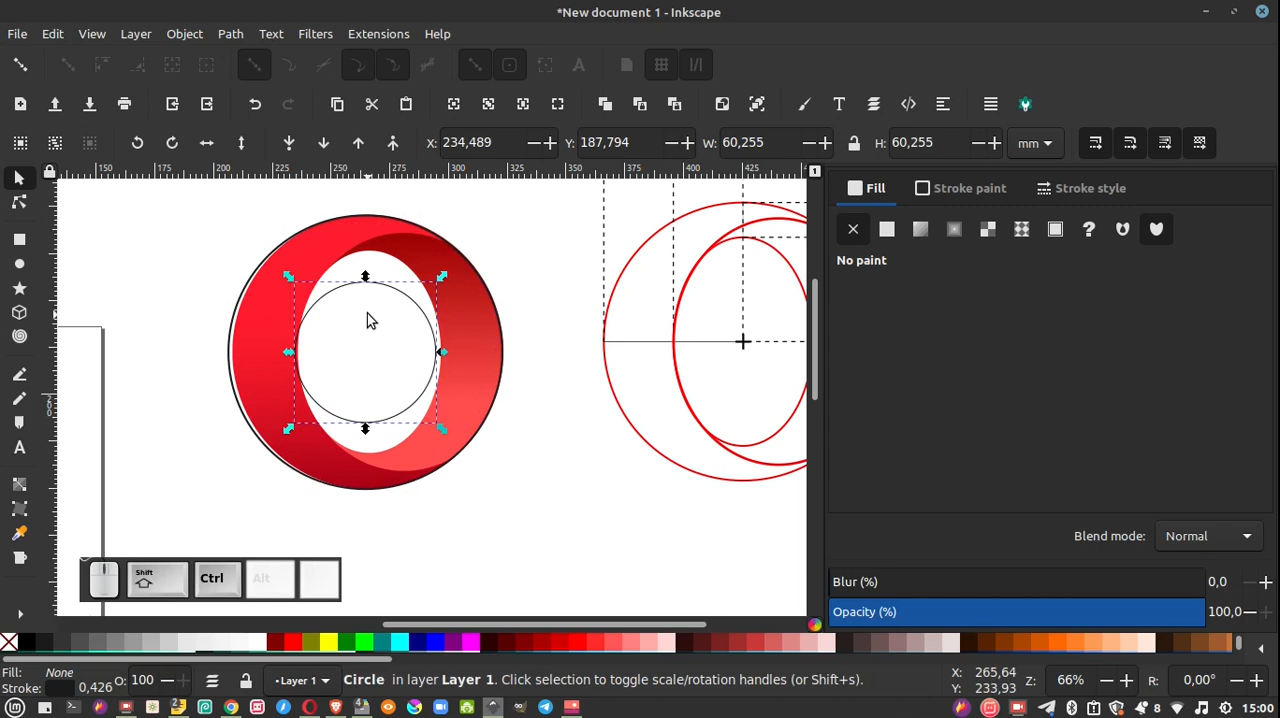 *New document 1 - Inkscape
File Edit View Layer Object Path Text Filters Extensions Help
X: 234,489 Y: 187,794 W: 60,255 H: 60,255 mm
150 175 200 225 250 275 300 325 350 375 400 425 1
Fill Stroke paint Stroke style
No paint
200
Blend mode: Normal
Shift Ctrl Alt
Blur (%) 0,0
Opacity (%) 100,0
Fill: None
Stroke: 0,426 O: 100 Layer 1 Circle in layer Layer 1. Click selection to toggle scale/rotation handles (or Shift+s). X: 265,64 Y: 233,93 Z: 66% R: 0,00°
8 15:00